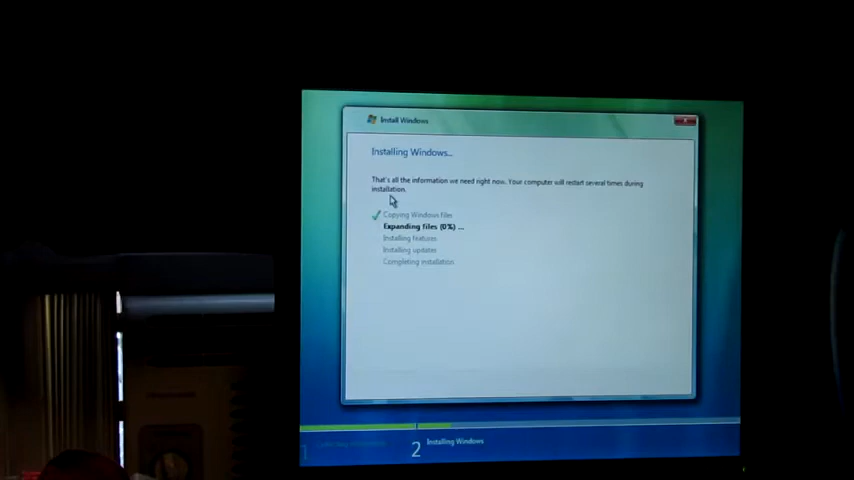 Install Windows
Installing Windows...
That's all the information we need right now. Your computer will restart several times during
installation.
Copying Windows files
Expanding files (0%) ...
Installing features
Installing updates
Completing installation
1
2 Installing Windows